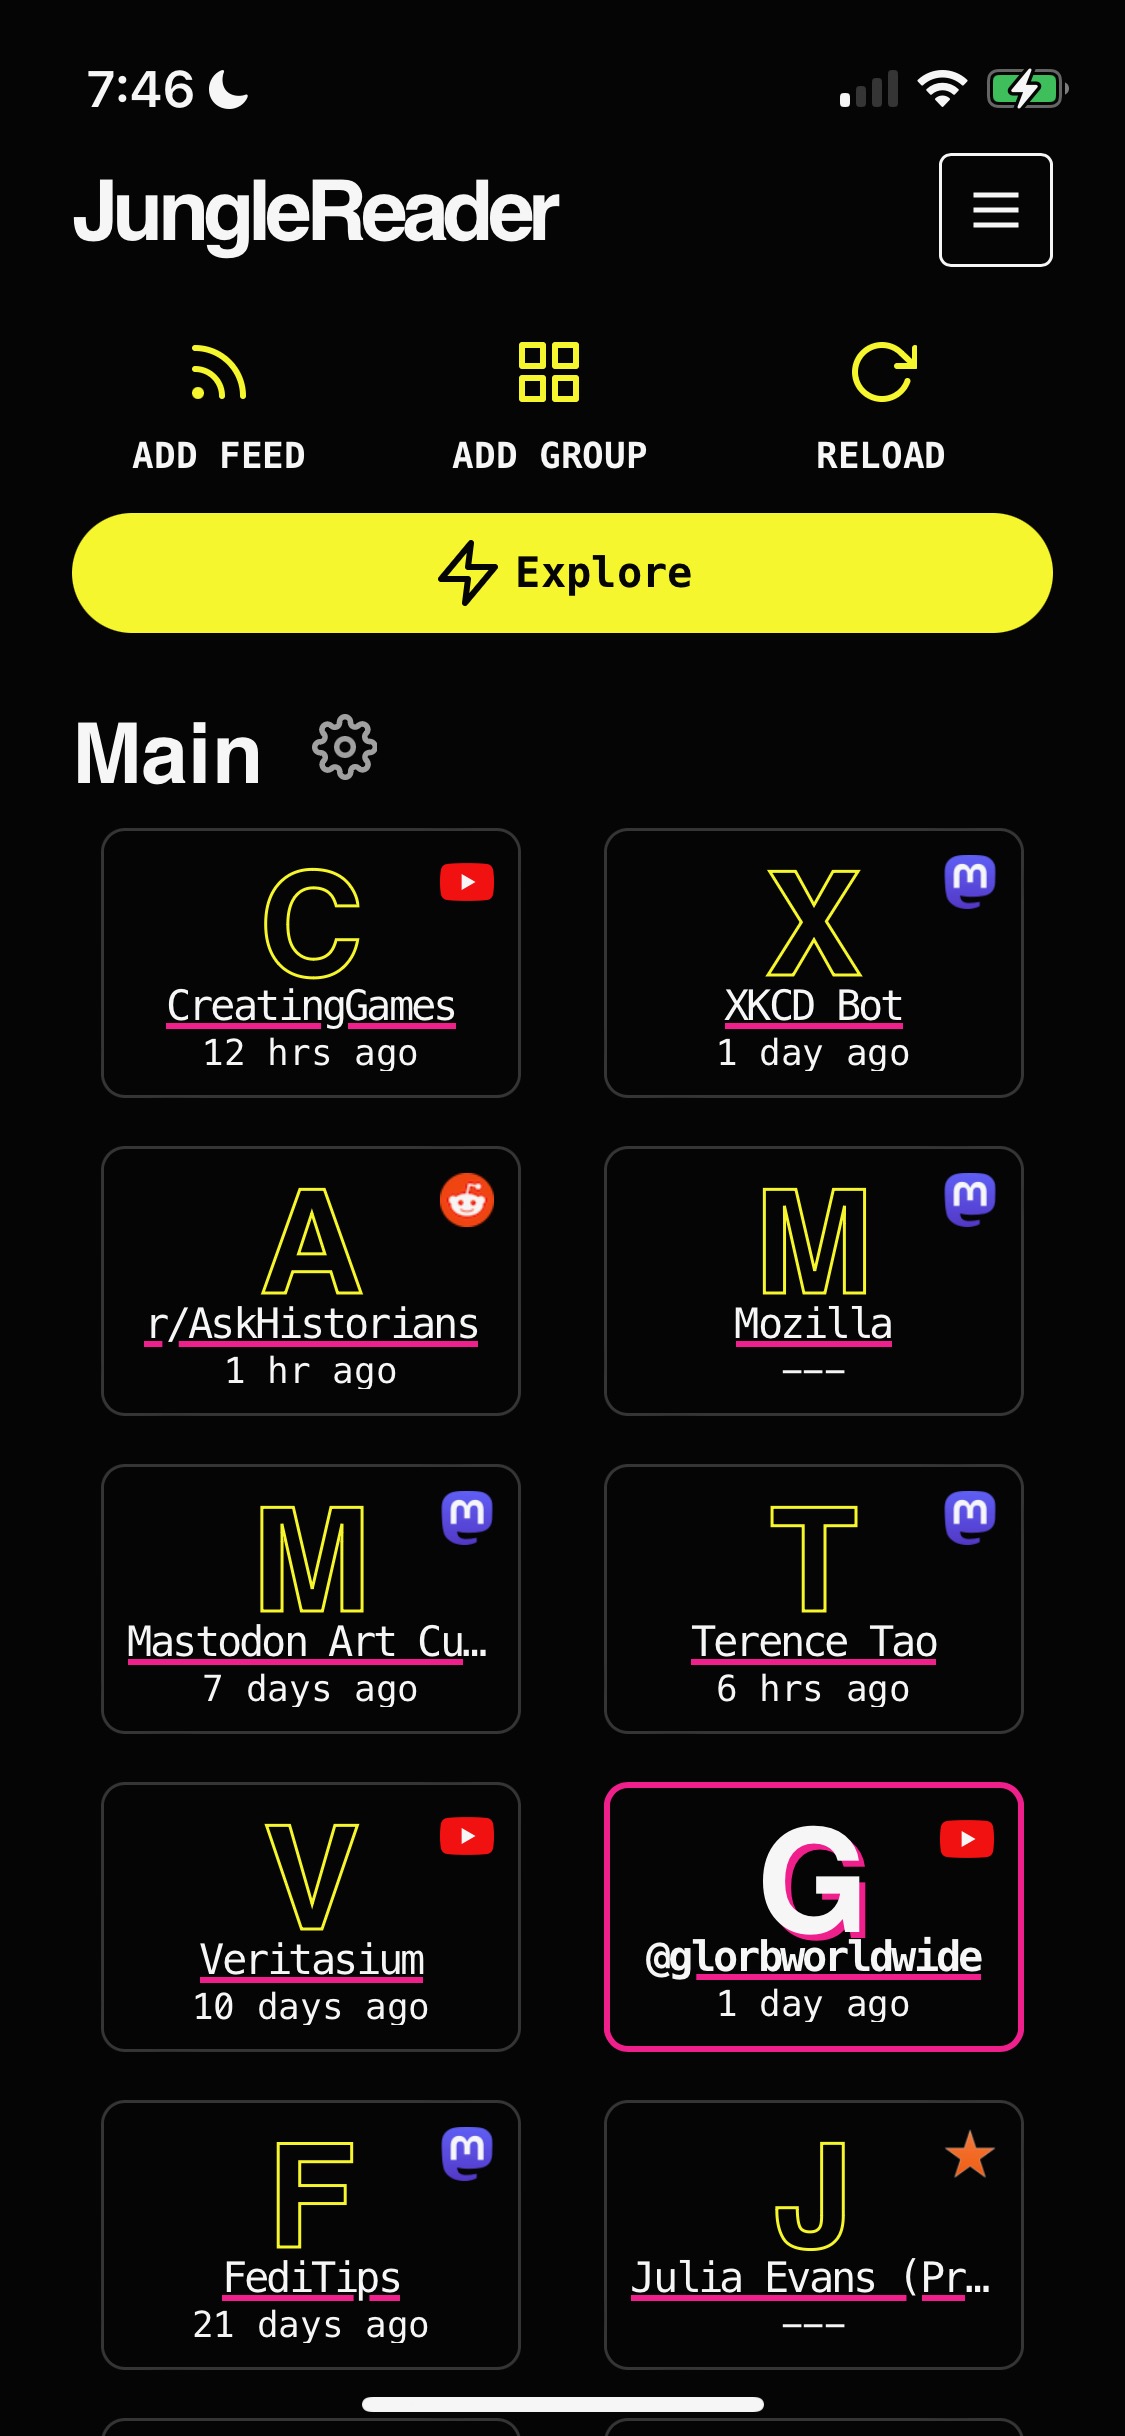 7:46
JungleReader
ADD FEED
ADD GROUP
RELOAD
Explore
Main
C
CreatingGames
12 hrs ago
X
XKCD Bot
1 day ago
A
r/AskHistorians
1 hr ago
M
Mozilla
---
M
Mastodon Art Cu…
7 days ago
T
Terence Tao
6 hrs ago
V
Veritasium
10 days ago
G
@glorbworldwide
1 day ago
F
FediTips
21 days ago
J
Julia Evans (Pr…
---